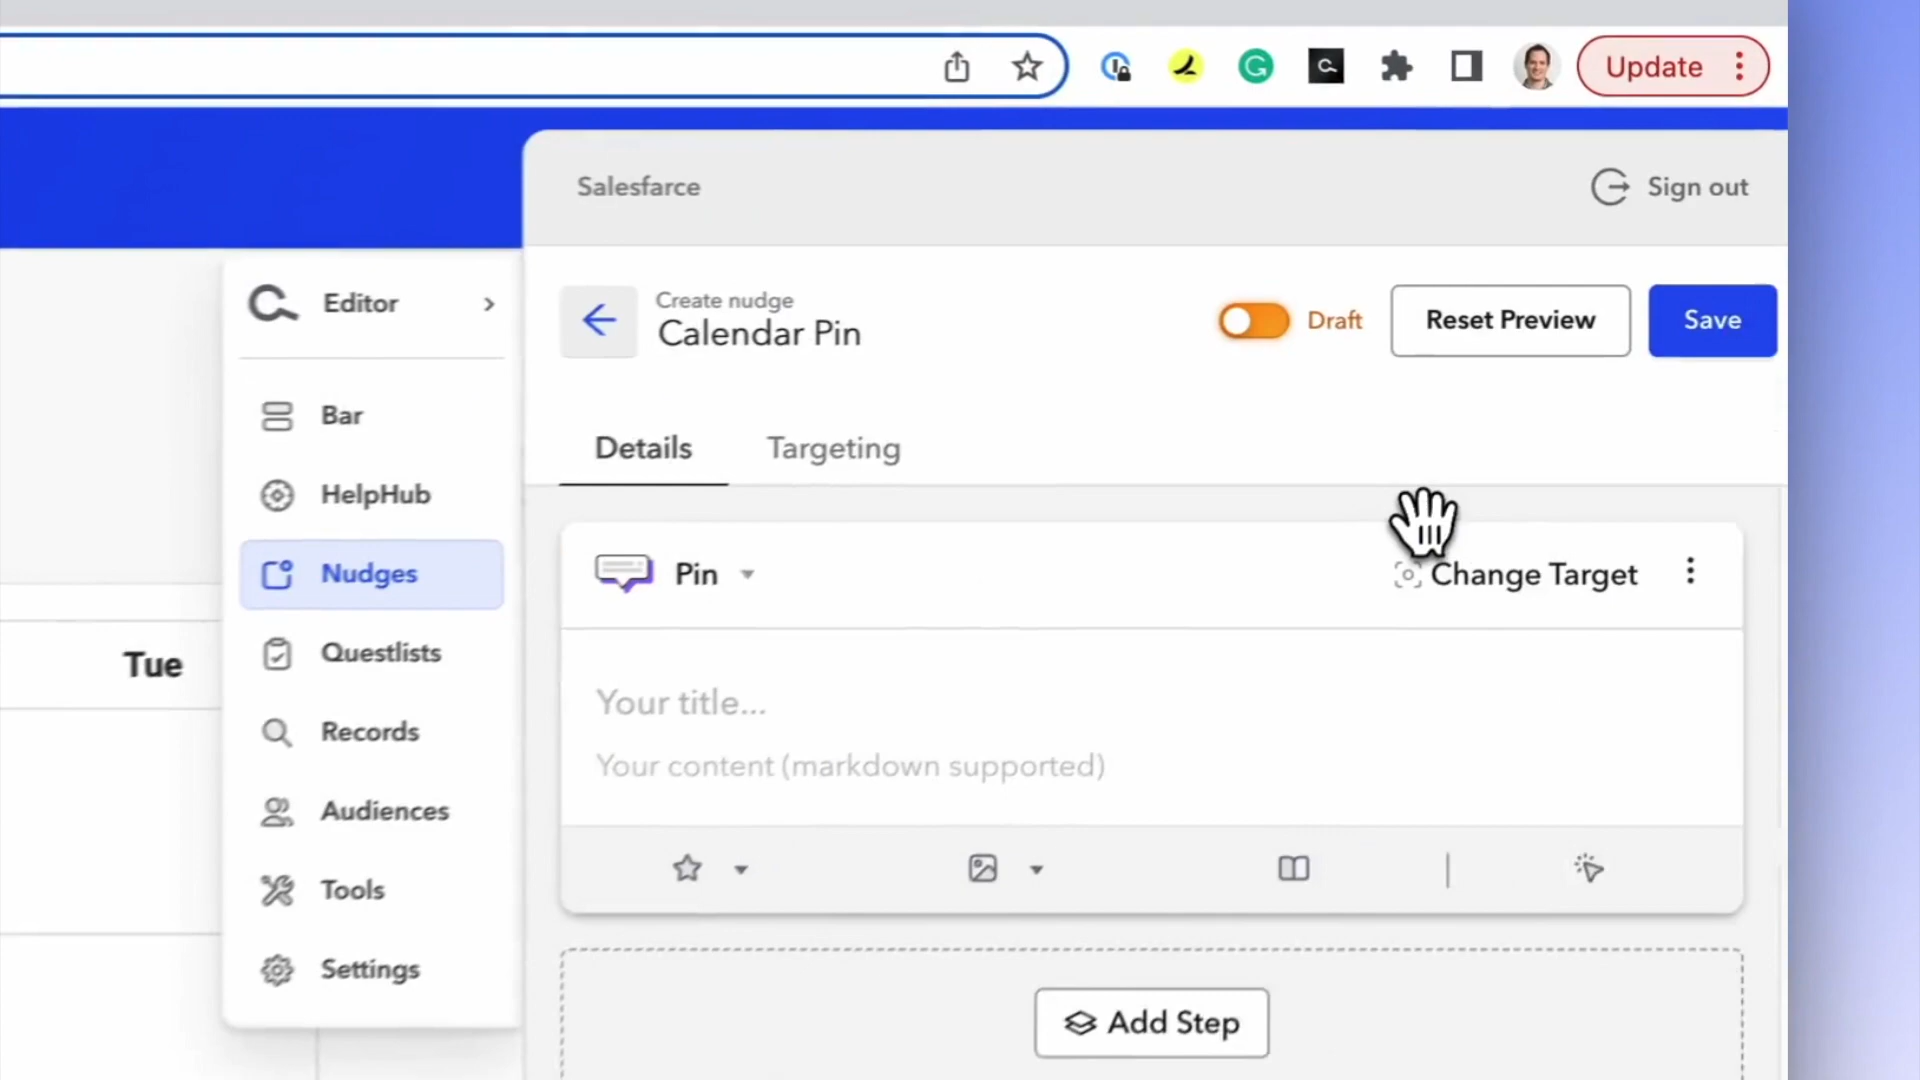 Update
Salesfarce
Sign out
Editor
Create nudge
Calendar Pin
Draft
Reset Preview
Save
Bar
Details
Targeting
HelpHub
Nudges
Pin
Change Target
Questlists
Tue
Your title...
Records
Your content (markdown supported)
Audiences
Tools
Settings
Add Step